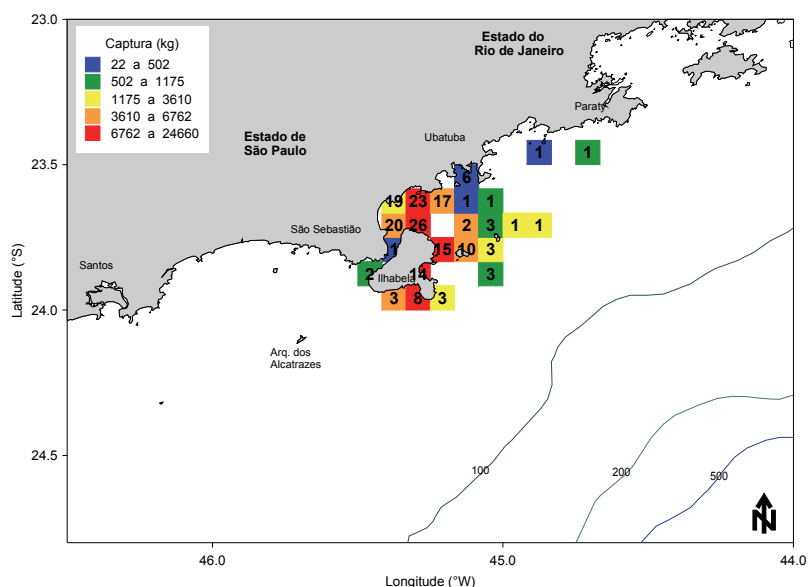 23.0
Captura (kg)
22 a 502
502 a 1175
1175 a 3610
3610 a 6762
6762 a 24660
Estado do
Rio de Janeiro
Paraty
Estado de
São Paulo
Ubatuba
1 1
23.5
6
19 23 17 1 1
São Sebastião
20 26 2 3 1 1
1 15 10 3
Santos
2 Ilhabela 14 3
3 8 3
24.0
Arq. dos
Alcatrazes
Latitude (°S)
24.5
100
200
500
N
46.0 45.0 44.0
Longitude (°W)